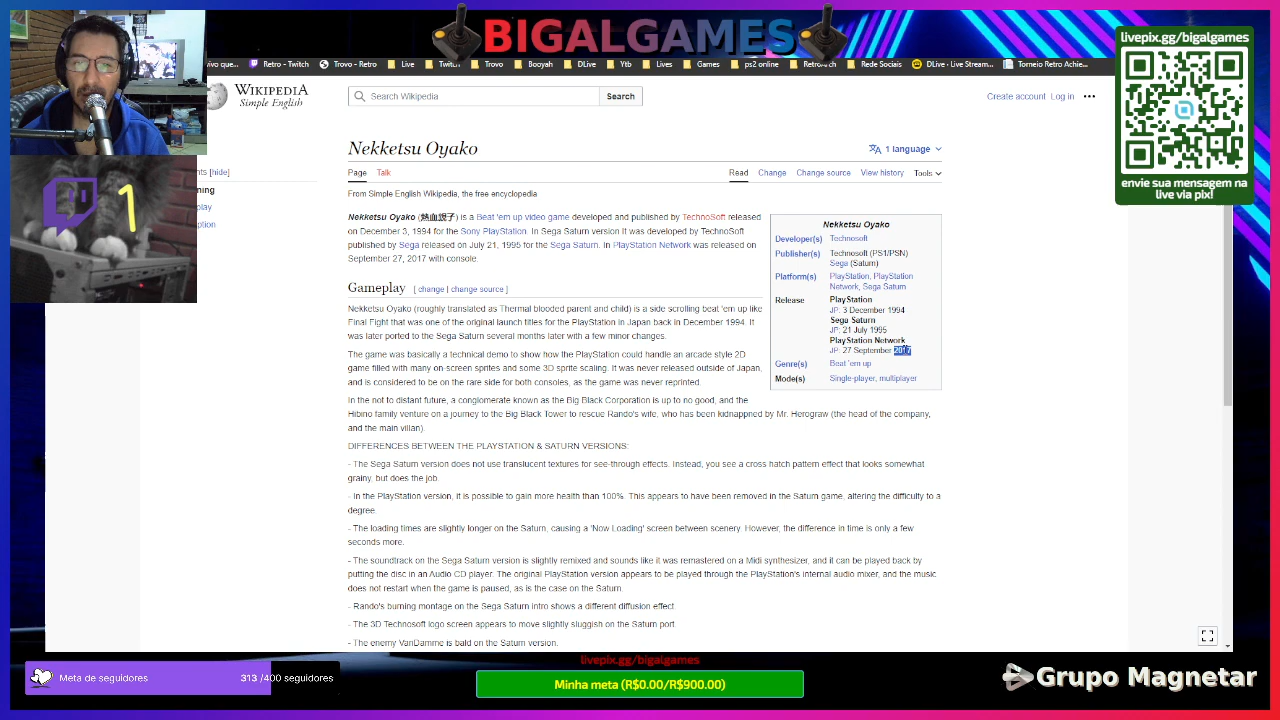 BIGALGAMES
livepix.gg/bigalgames
envie sua mensagem na
live via pix!
vivo que...
Retro - Twitch
Trovo - Retro
Live
Twitch
Trovo
Booyah
DLive
Ytb
Lives
Games
ps2 online
RetroArch
Rede Sociais
DLive · Live Stream...
Torneio Retro Achie...
WIKIPEDIA
Simple English
Search Wikipedia
Search
Create account Log in
1
Nekketsu Oyako
1 language
nts [hide]
ning
play
ption
Page Talk
Read Change Change source View history Tools
From Simple English Wikipedia, the free encyclopedia
Nekketsu Oyako (熱血親子) is a Beat 'em up video game developed and published by TechnoSoft released
on December 3, 1994 for the Sony PlayStation. In Sega Saturn version It was developed by TechnoSoft
published by Sega released on July 21, 1995 for the Sega Saturn. In PlayStation Network was released on
September 27, 2017 with console.
Nekketsu Oyako
Developer(s) Technosoft
Publisher(s) Technosoft (PS1/PSN)
Sega (Saturn)
Platform(s) PlayStation, PlayStation
Network, Sega Saturn
Release PlayStation
JP: 3 December 1994
Sega Saturn
JP: 21 July 1995
PlayStation Network
JP: 27 September 2017
Genre(s) Beat 'em up
Mode(s) Single-player, multiplayer
Gameplay [ change | change source ]
Nekketsu Oyako (roughly translated as Thermal blooded parent and child) is a side scrolling beat 'em up like
Final Fight that was one of the original launch titles for the PlayStation in Japan back in December 1994. It
was later ported to the Sega Saturn several months later with a few minor changes.
The game was basically a technical demo to show how the PlayStation could handle an arcade style 2D
game filled with many on-screen sprites and some 3D sprite scaling. It was never released outside of Japan,
and is considered to be on the rare side for both consoles, as the game was never reprinted.
In the not to distant future, a conglomerate known as the Big Black Corporation is up to no good, and the
Hibino family venture on a journey to the Big Black Tower to rescue Rando's wife, who has been kidnappned by Mr. Herograw (the head of the company,
and the main villan).
DIFFERENCES BETWEEN THE PLAYSTATION & SATURN VERSIONS:
- The Sega Saturn version does not use translucent textures for see-through effects. Instead, you see a cross hatch pattern effect that looks somewhat
grainy, but does the job.
- In the PlayStation version, it is possible to gain more health than 100%. This appears to have been removed in the Saturn game, altering the difficulty to a
degree.
- The loading times are slightly longer on the Saturn, causing a 'Now Loading' screen between scenery. However, the difference in time is only a few
seconds more.
- The soundtrack on the Sega Saturn version is slightly remixed and sounds like it was remastered on a Midi synthesizer, and it can be played back by
putting the disc in an Audio CD player. The original PlayStation version appears to be played through the PlayStation's internal audio mixer, and the music
does not restart when the game is paused, as is the case on the Saturn.
- Rando's burning montage on the Sega Saturn intro shows a different diffusion effect.
- The 3D Technosoft logo screen appears to move slightly sluggish on the Saturn port.
- The enemy VanDamme is bald on the Saturn version.
livepix.gg/bigalgames
Meta de seguidores 313 /400 seguidores
Minha meta (R$0.00/R$900.00)
Grupo Magnetar